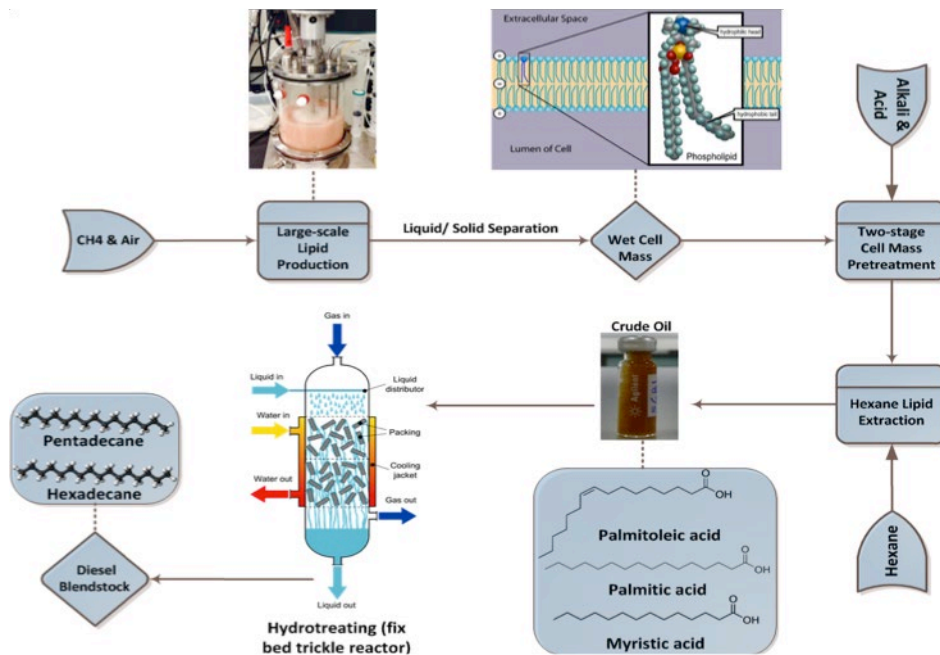 Extracellular Space
hydrophilic head
hydrophobic tail
Lumen of Cell
Phospholipid
Alkali &
Acid
CH4 & Air
Large-scale
Lipid
Production
Liquid/ Solid Separation
Wet Cell
Mass
Two-stage
Cell Mass
Pretreatment
Gas in
Liquid in
Liquid
distributor
Water in
Packing
Cooling
jacket
Water out
Gas out
Liquid out
Hydrotreating (fix
bed trickle reactor)
Crude Oil
Agilent
Hexane Lipid
Extraction
Pentadecane
Hexadecane
Diesel
Blendstock
O
OH
Palmitoleic acid
O
OH
Palmitic acid
O
OH
Myristic acid
Hexane